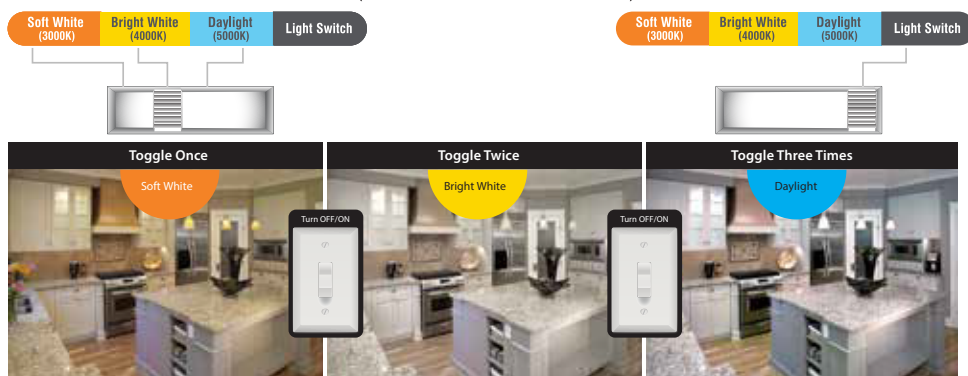 Soft White
(3000K)
Bright White
(4000K)
Daylight
(5000K)
Light Switch
Soft White
(3000K)
Bright White
(4000K)
Daylight
(5000K)
Light Switch
Toggle Once
Toggle Twice
Toggle Three Times
Soft White
Bright White
Daylight
Turn OFF/ON
Turn OFF/ON